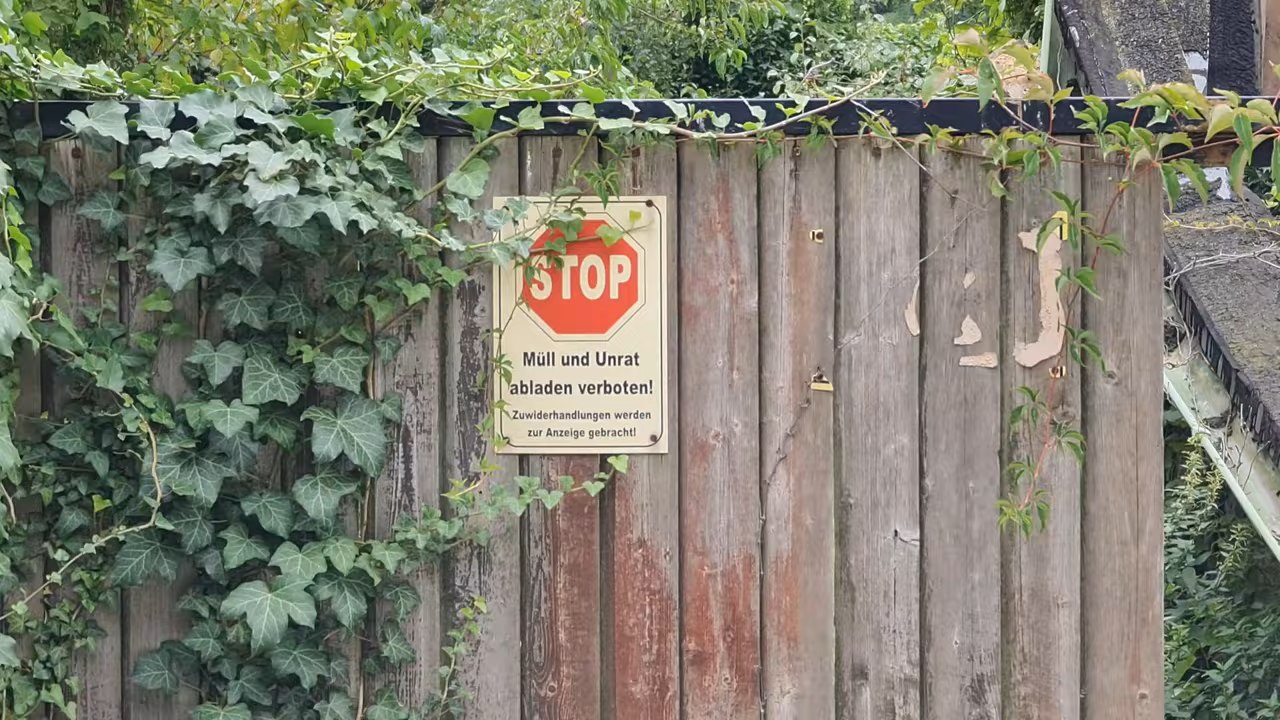 STOP
Müll und Unrat
abladen verboten!
Zuwiderhandlungen werden
zur Anzeige gebracht!